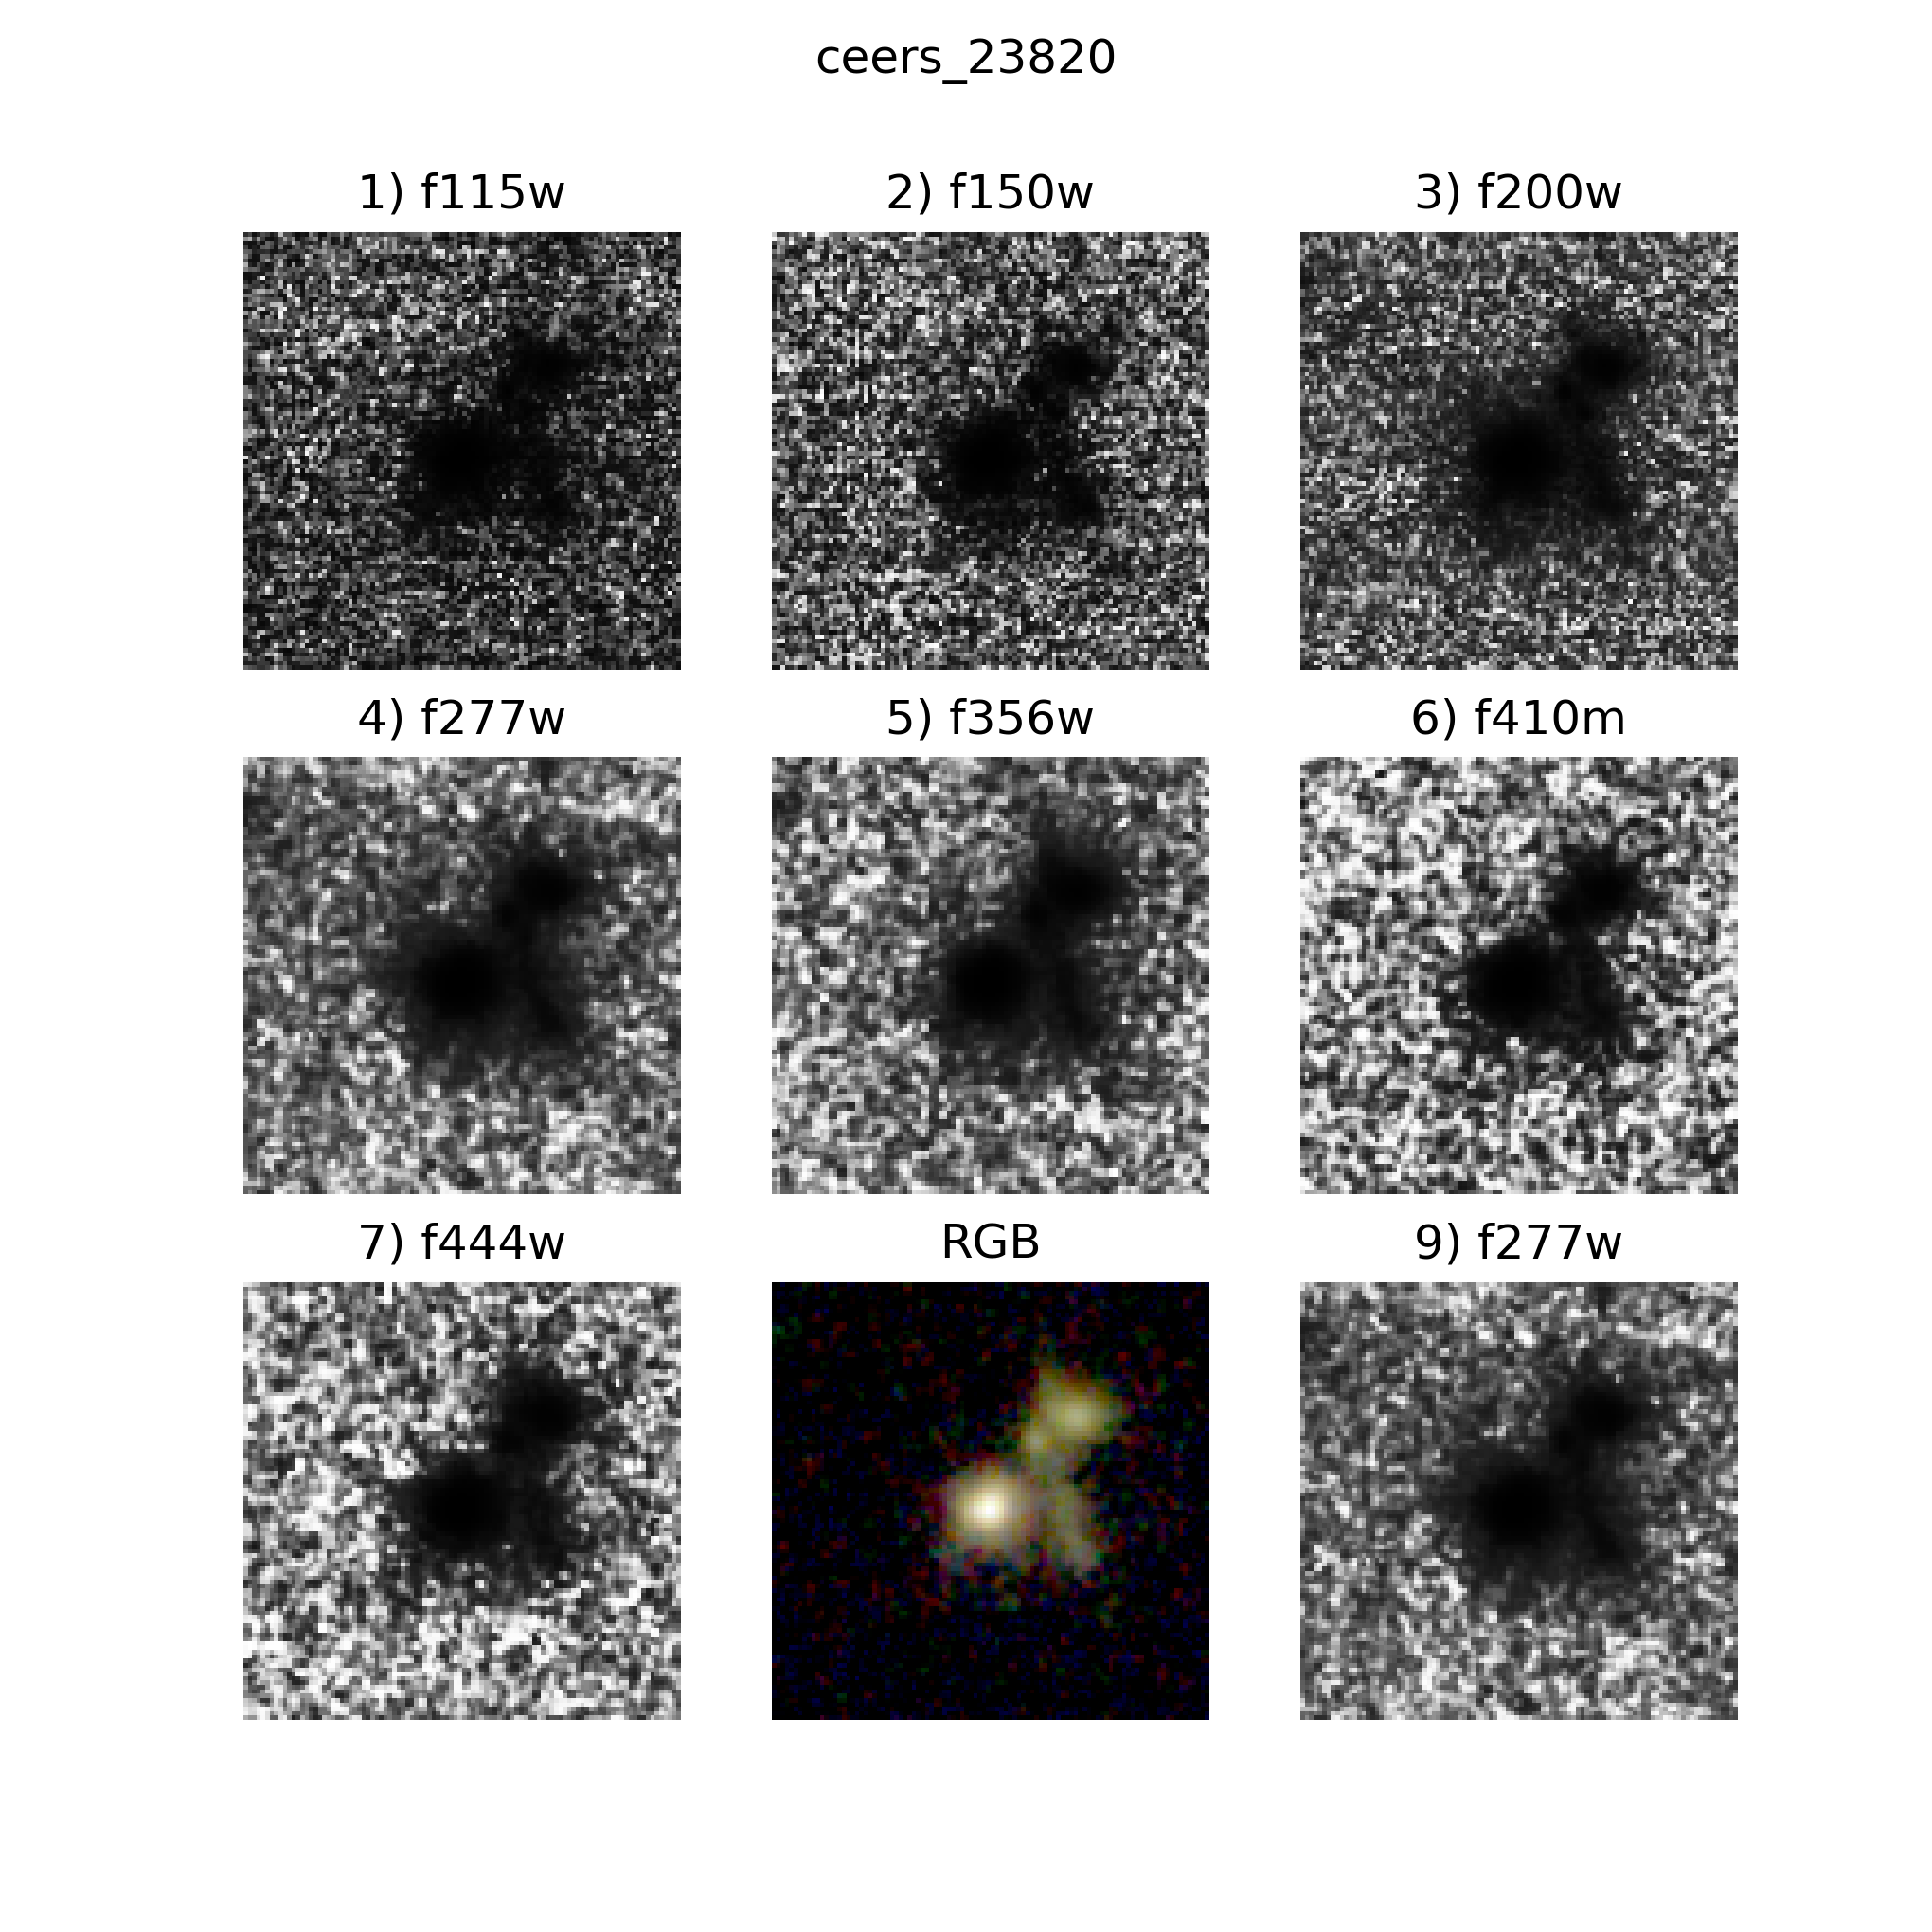 ceers_23820
1) f115w
2) f150w
3) f200w
4) f277w
5) f356w
6) f410m
7) f444w
RGB
9) f277w